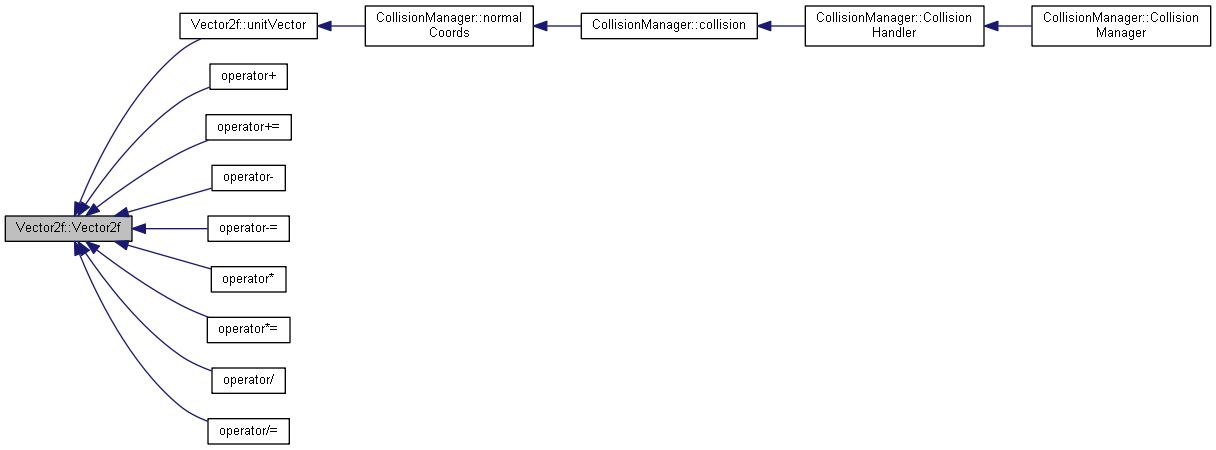 Vector2f::unitVector
CollisionManager::normal
Coords
CollisionManager::collision
CollisionManager::Collision
Handler
CollisionManager::Collision
Manager
operator+
operator+=
operator-
Vector2f::Vector2f
operator-=
operator*
operator*=
operator/
operator/=